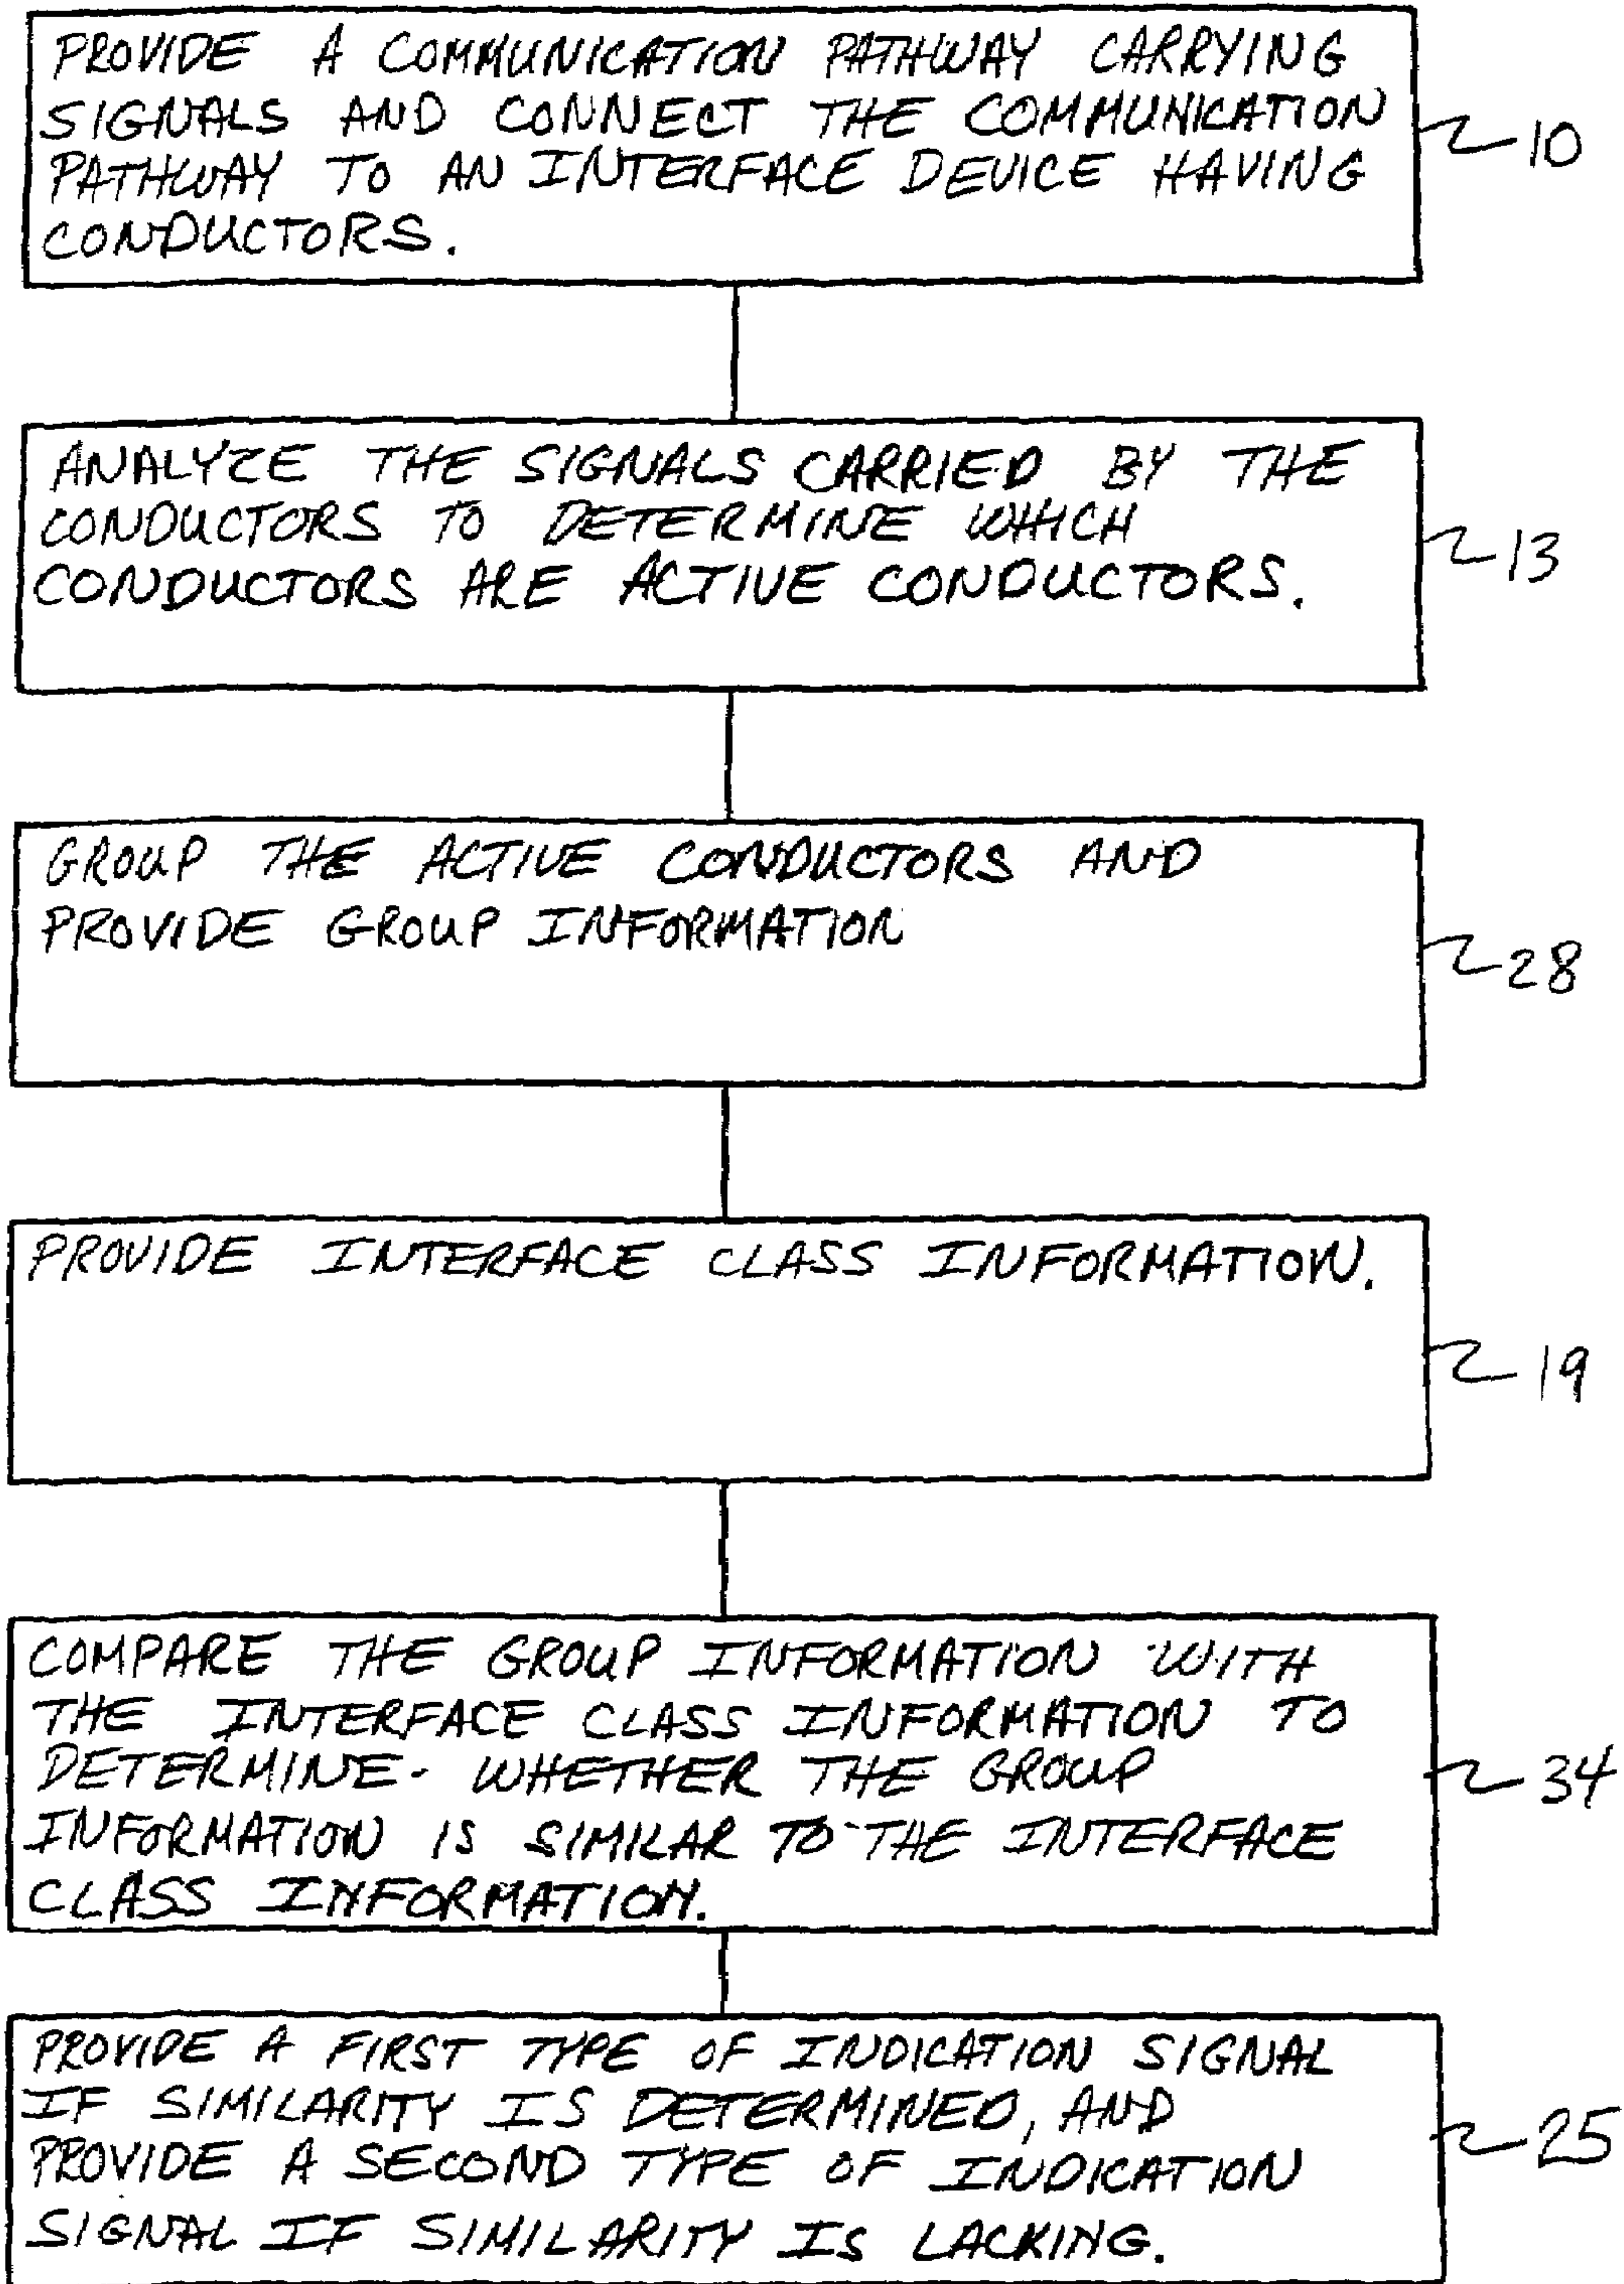 PROVIDE A COMMUNICATION PATHWAY CARRYING
SIGNALS AND CONNECT THE COMMUNICATION
PATHWAY TO AN INTERFACE DEVICE HAVING
CONDUCTORS.
10
ANALYZE THE SIGNALS CARRIED BY THE
CONDUCTORS TO DETERMINE WHICH
CONDUCTORS ARE ACTIVE CONDUCTORS.
13
GROUP THE ACTIVE CONDUCTORS AND
PROVIDE GROUP INFORMATION
28
PROVIDE INTERFACE CLASS INFORMATION.
19
COMPARE THE GROUP INFORMATION WITH
THE INTERFACE CLASS INFORMATION TO
DETERMINE - WHETHER THE GROUP
INFORMATION IS SIMILAR TO THE INTERFACE
CLASS INFORMATION.
34
PROVIDE A FIRST TYPE OF INDICATION SIGNAL
IF SIMILARITY IS DETERMINED, AND
PROVIDE A SECOND TYPE OF INDICATION
SIGNAL IF SIMILARITY IS LACKING.
25